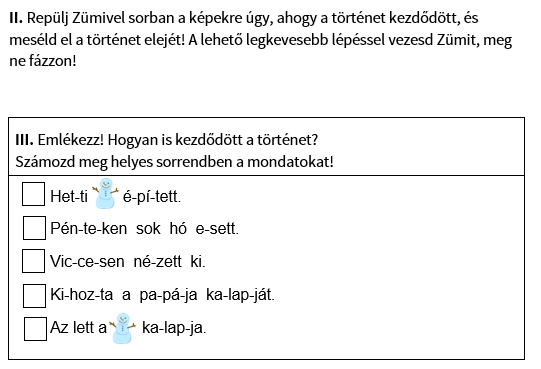 II. Repülj Zümivel sorban a képekre úgy, ahogy a történet kezdődött, és
meséld el a történet elejét! A lehető legkevesebb lépéssel vezesd Zümit, meg
ne fázzon!
III. Emlékezz! Hogyan is kezdődött a történet?
Számozd meg helyes sorrendben a mondatokat!
Het-ti é-pí-tett.
Pén-te-ken sok hó e-sett.
Vic-ce-sen né-zett ki.
Ki-hoz-ta a pa-pá-ja ka-lap-ját.
Az lett a ka-lap-ja.